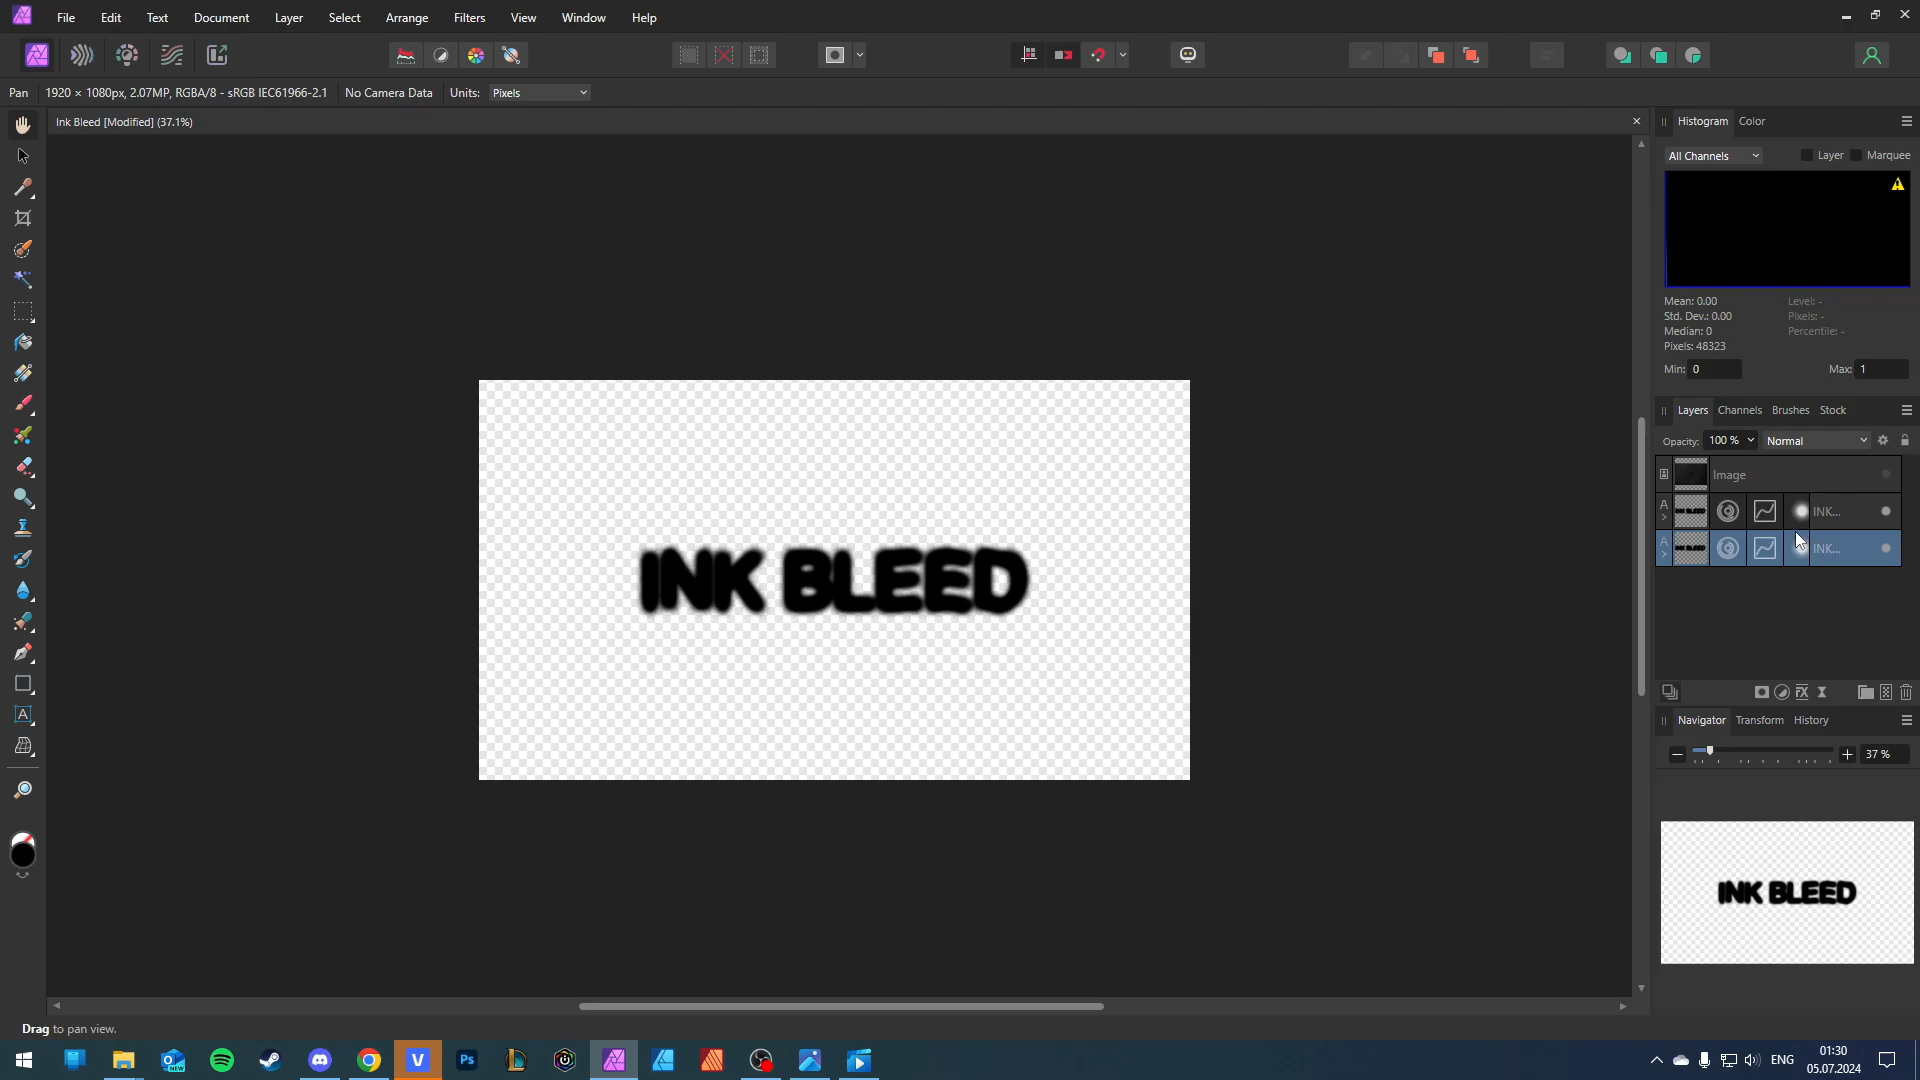 File Edit Text Document Layer Select Arrange Filters View Window Help
Pan 1920 × 1080px, 2.07MP, RGBA/8 - sRGB IEC61966-2.1 No Camera Data Units: Pixels
Ink Bleed [Modified] (37.1%)
Histogram Color
All Channels Layer Marquee
Mean: 0.00 Level: -
Std. Dev.: 0.00 Pixels: -
Median: 0 Percentile: -
Pixels: 48323
Min: 0 Max: 1
Layers Channels Brushes Stock
Opacity: 100 % Normal
Image
A INK...
A INK...
INK BLEED
Navigator Transform History
37 %
INK BLEED
Drag to pan view.
NEW V Ps
ENG 01:30
05.07.2024